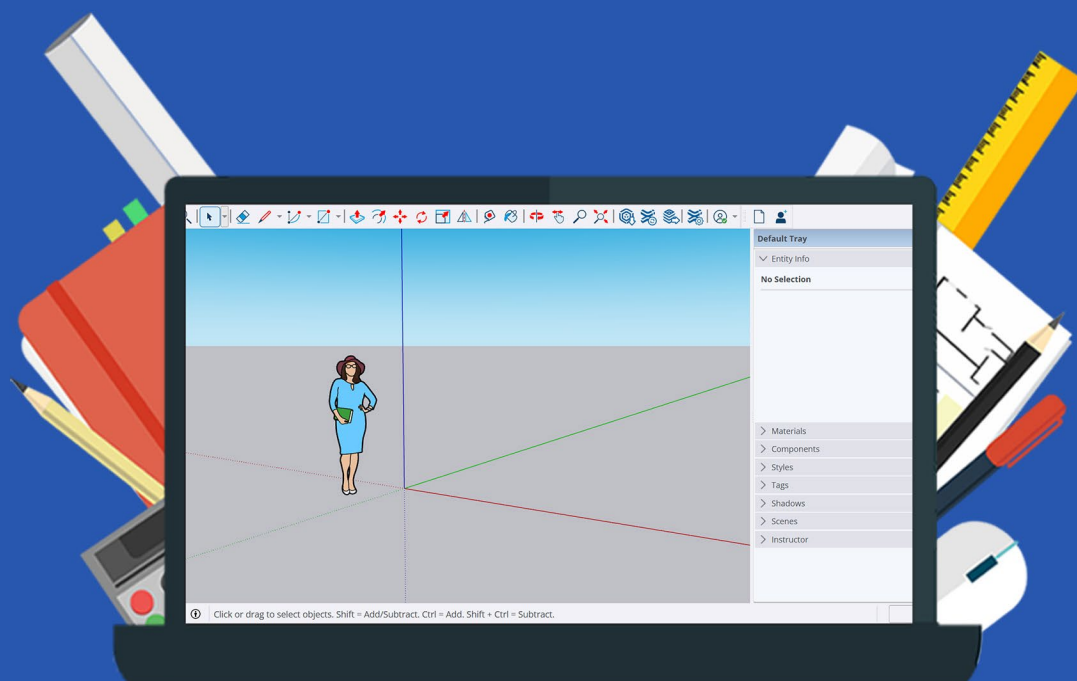 Default Tray
Entity Info
No Selection
Materials
Components
Styles
Tags
Shadows
Scenes
Instructor
Click or drag to select objects. Shift = Add/Subtract. Ctrl = Add. Shift + Ctrl = Subtract.